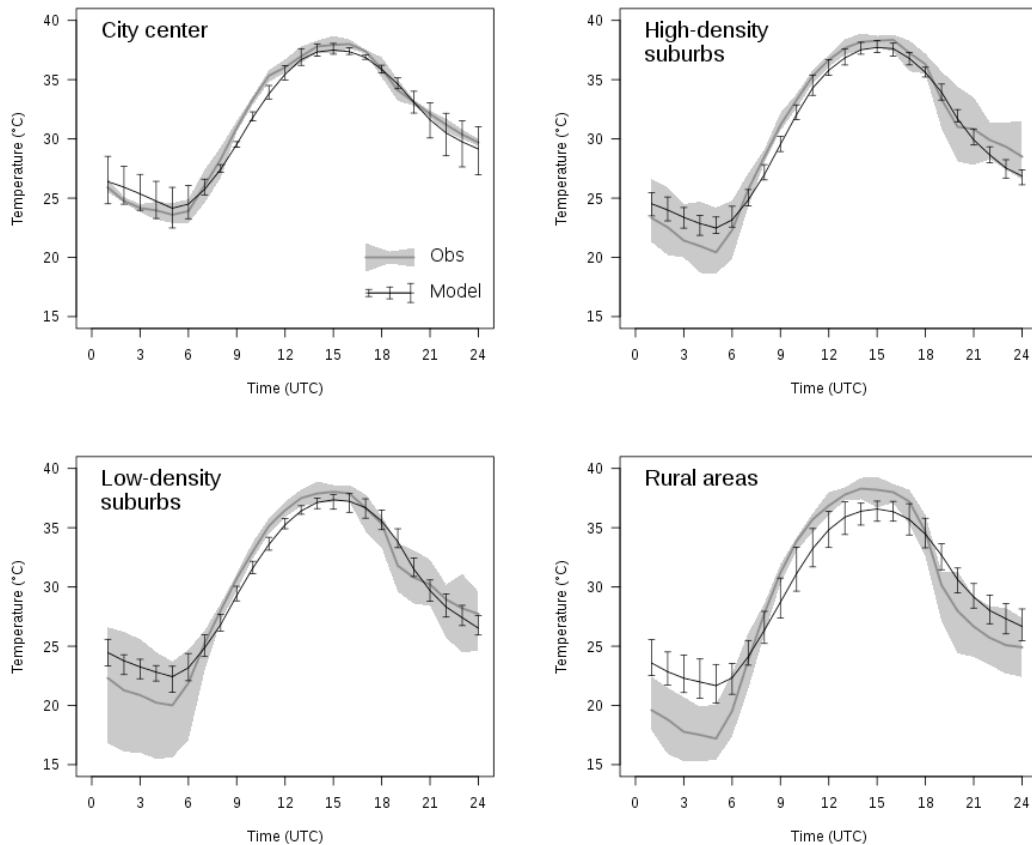 City center
Temperature (°C)
40
35
30
25
20
15
Obs
Model
0 3 6 9 12 15 18 21 24
Time (UTC)
High-density
suburbs
Temperature (°C)
40
35
30
25
20
15
0 3 6 9 12 15 18 21 24
Time (UTC)
Low-density
suburbs
Temperature (°C)
40
35
30
25
20
15
0 3 6 9 12 15 18 21 24
Time (UTC)
Rural areas
Temperature (°C)
40
35
30
25
20
15
0 3 6 9 12 15 18 21 24
Time (UTC)